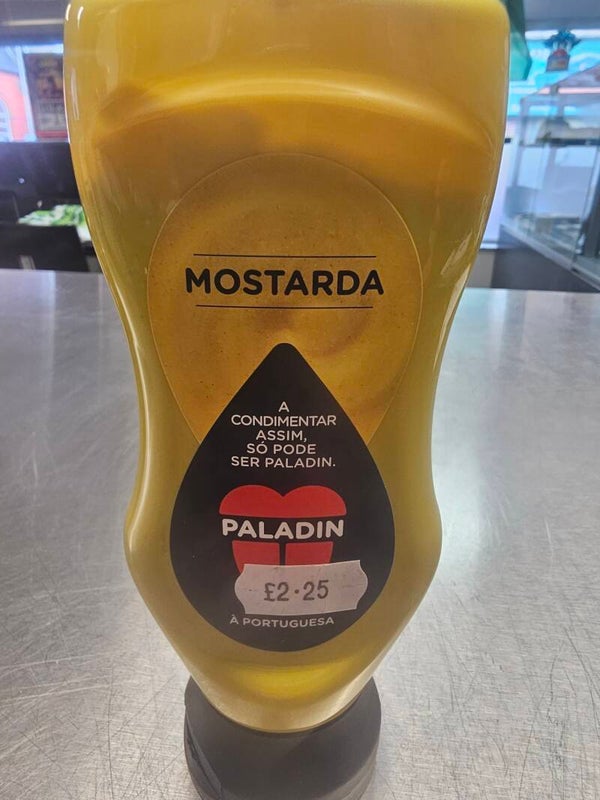 MOSTARDA
A
CONDIMENTAR
ASSIM,
SÓ PODE
SER PALADIN.
PALADIN
£2·25
À PORTUGUESA